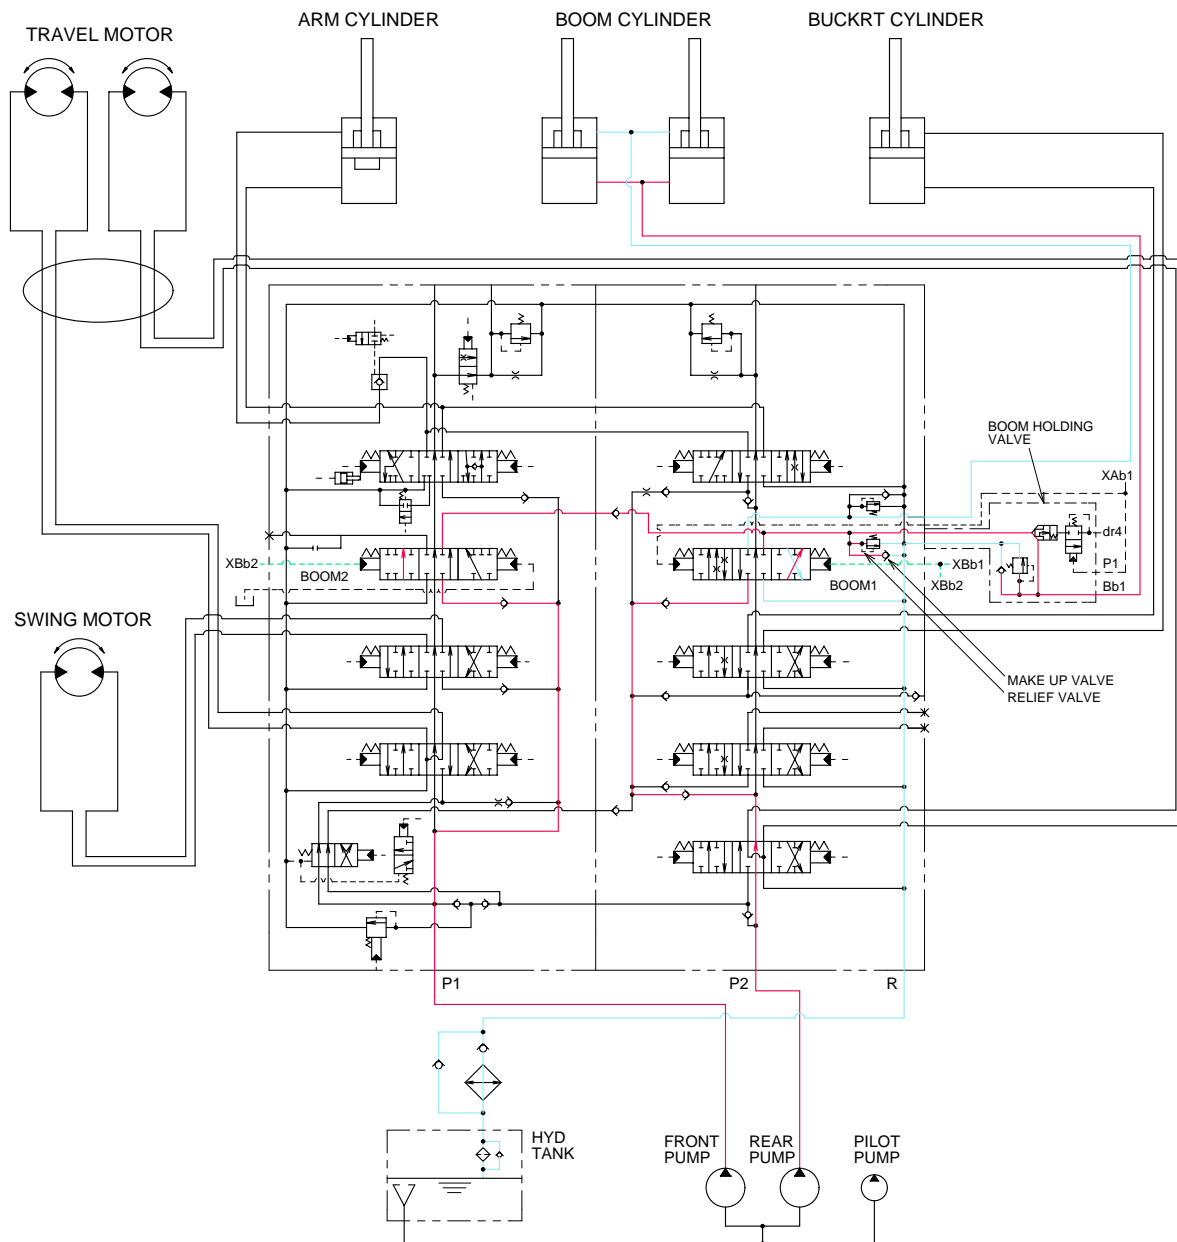 ARM CYLINDER
BOOM CYLINDER
BUCKRT CYLINDER
TRAVEL MOTOR
BOOM HOLDING
VALVE
XAb1
dr4
XBb2
BOOM2
BOOM1
XBb1
XBb2
P1
Bb1
SWING MOTOR
MAKE UP VALVE
RELIEF VALVE
P1
P2
R
HYD
TANK
FRONT
PUMP
REAR
PUMP
PILOT
PUMP